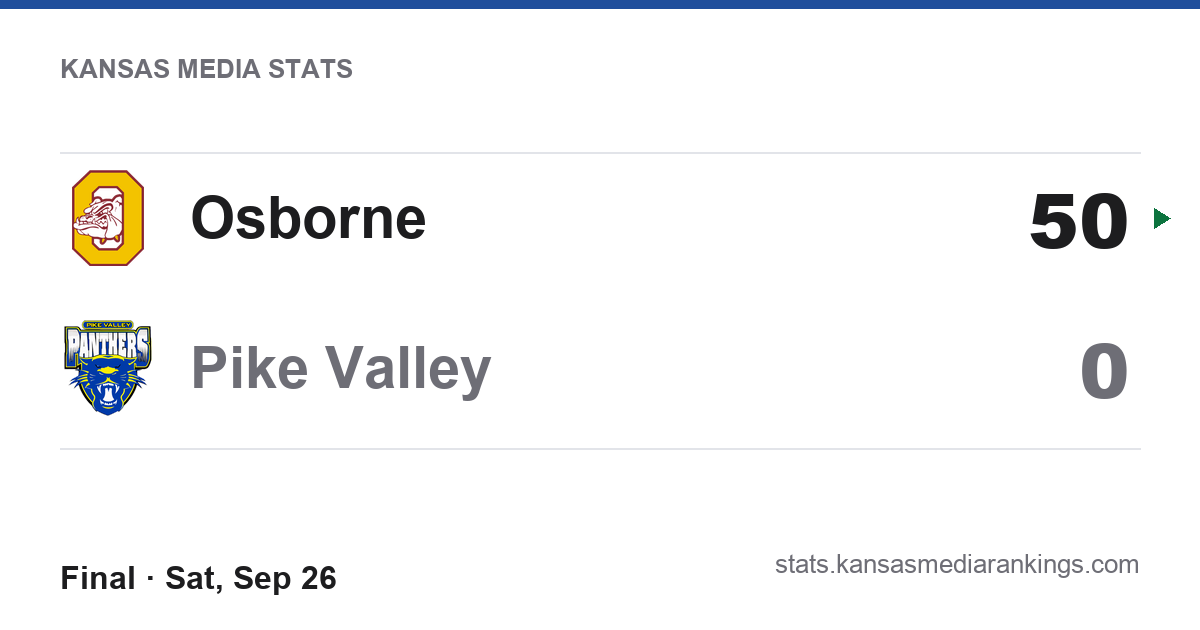 KANSAS MEDIA STATS
Osborne
50
PIKE VALLEY
PANTHERS
Pike Valley
0
Final · Sat, Sep 26
stats.kansasmediarankings.com